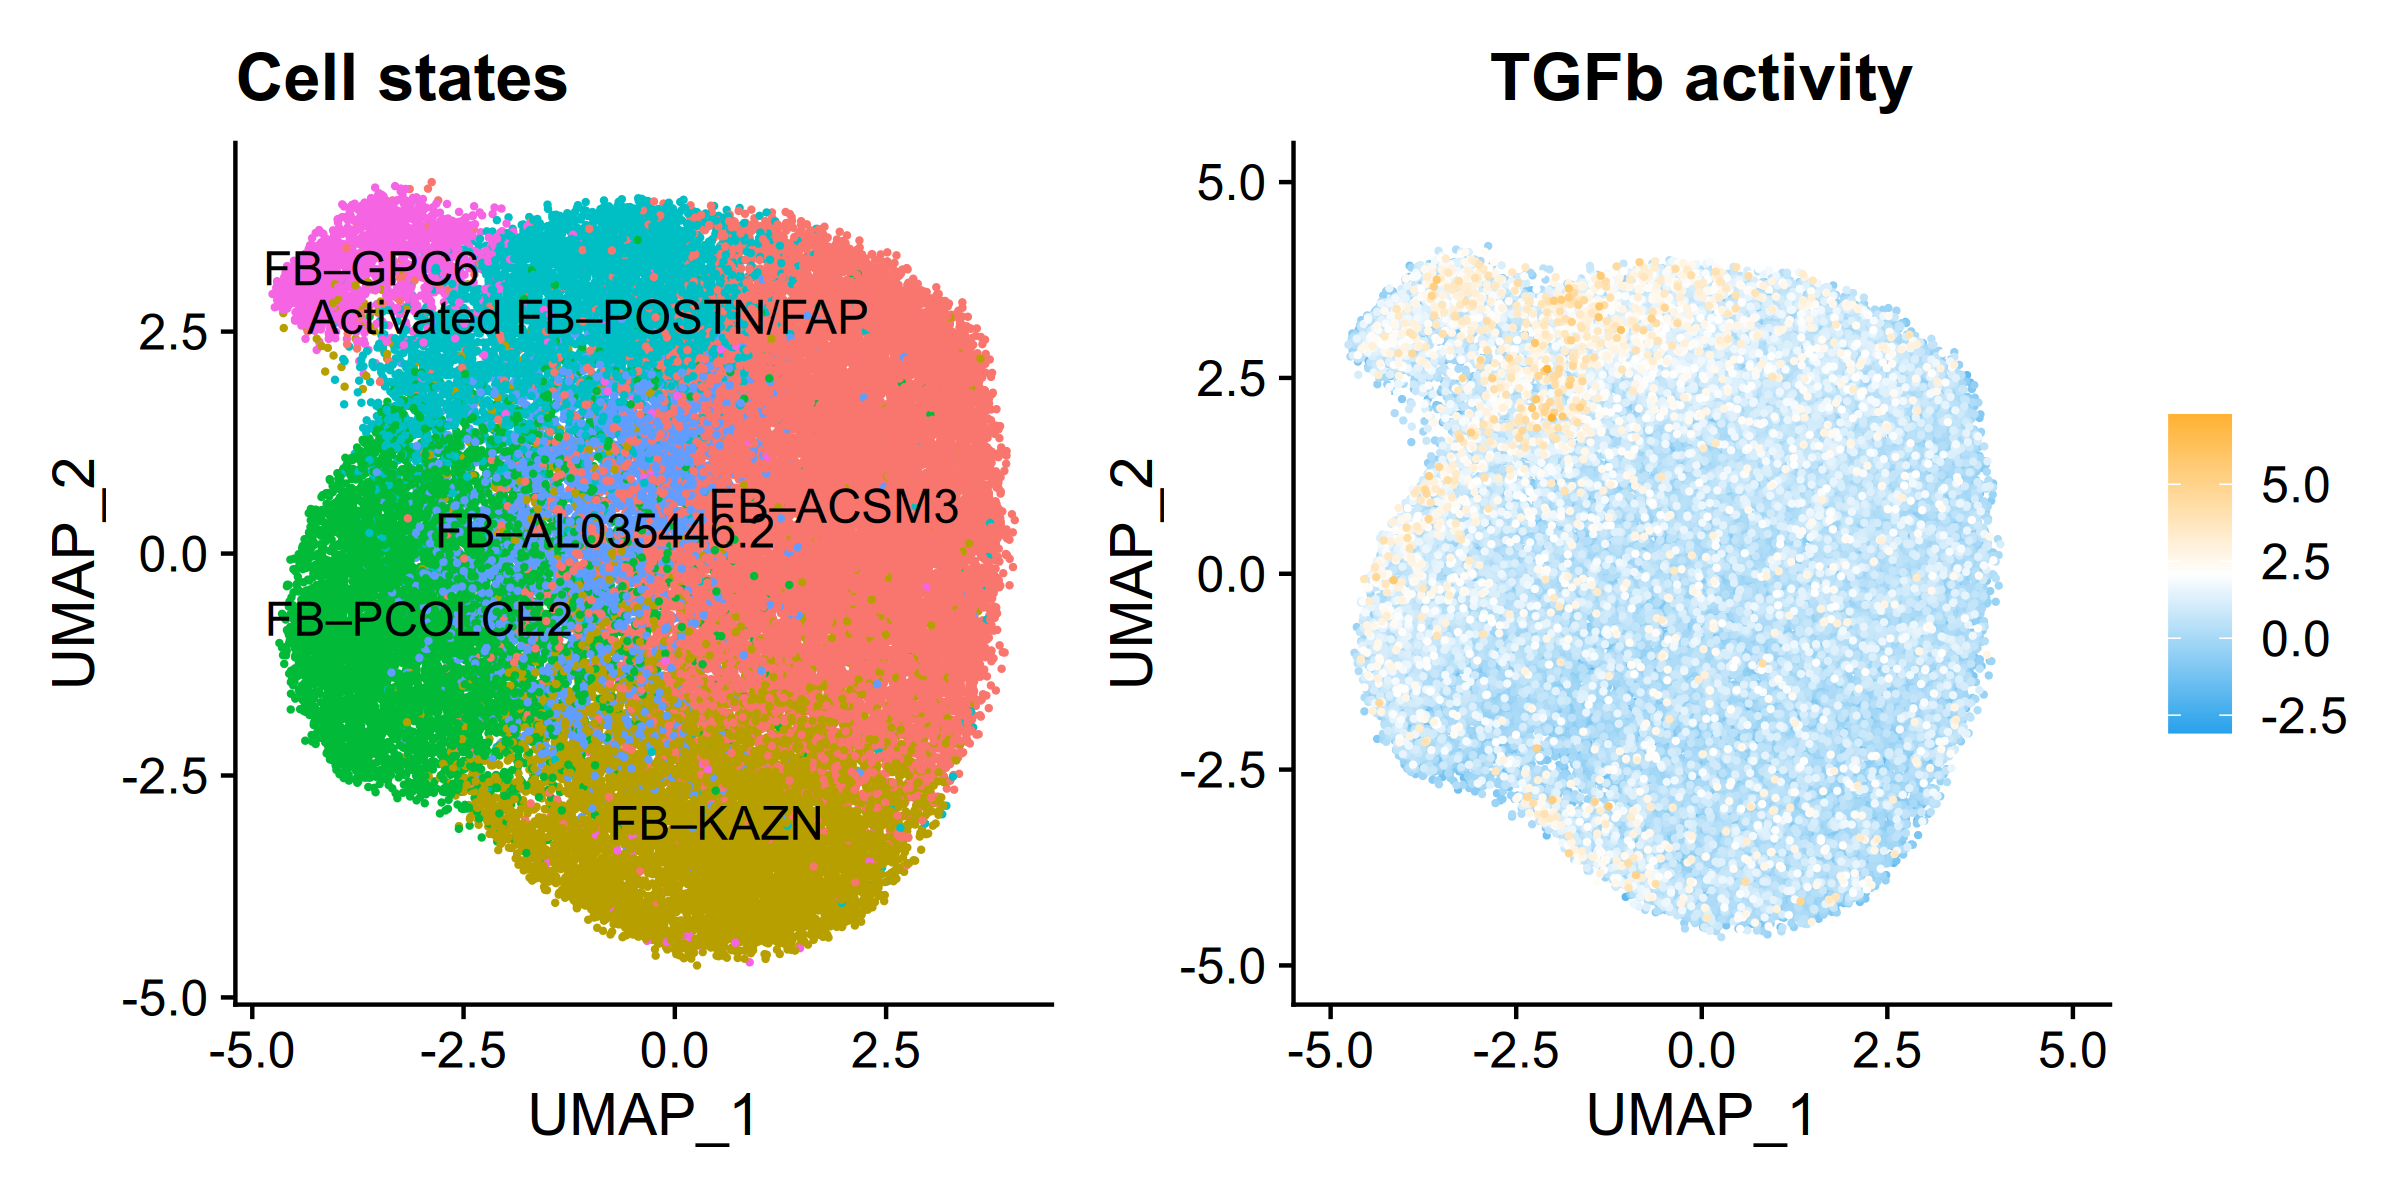 Cell states
UMAP_2
2.5
0.0
-2.5
-5.0
FB–GPC6
Activated FB–POSTN/FAP
FB–ACSM3
FB–AL035446.2
FB–PCOLCE2
FB–KAZN
-5.0 -2.5 0.0 2.5
UMAP_1
TGFb activity
UMAP_2
5.0
2.5
0.0
-2.5
-5.0
-5.0 -2.5 0.0 2.5 5.0
UMAP_1
5.0
2.5
0.0
-2.5